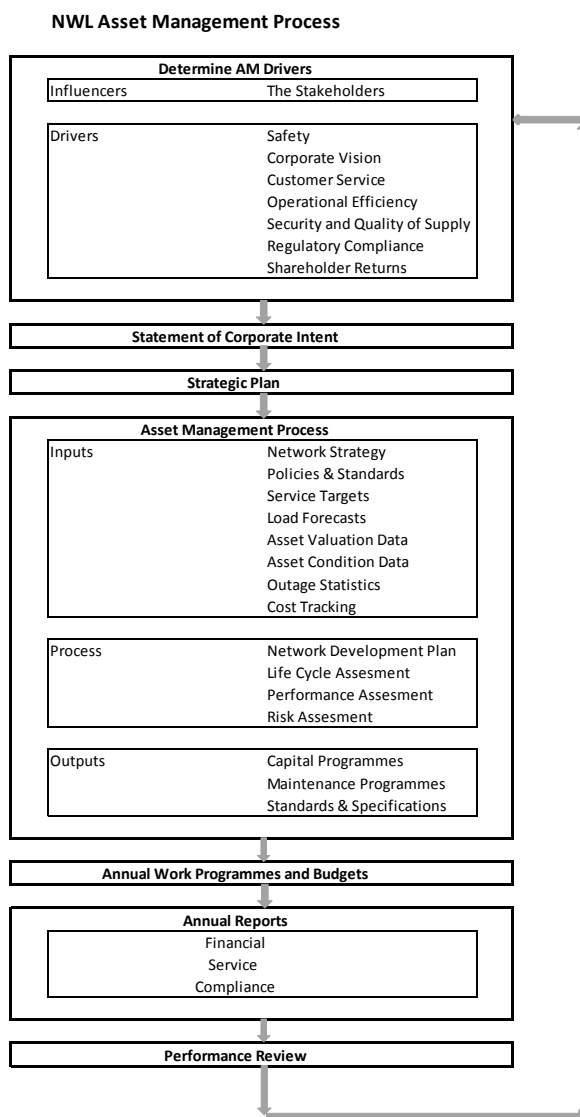 NWL Asset Management Process
Determine AM Drivers
Influencers The Stakeholders
Drivers Safety
Corporate Vision
Customer Service
Operational Efficiency
Security and Quality of Supply
Regulatory Compliance
Shareholder Returns
Statement of Corporate Intent
Strategic Plan
Asset Management Process
Inputs Network Strategy
Policies & Standards
Service Targets
Load Forecasts
Asset Valuation Data
Asset Condition Data
Outage Statistics
Cost Tracking
Process Network Development Plan
Life Cycle Assesment
Performance Assesment
Risk Assesment
Outputs Capital Programmes
Maintenance Programmes
Standards & Specifications
Annual Work Programmes and Budgets
Annual Reports
Financial
Service
Compliance
Performance Review